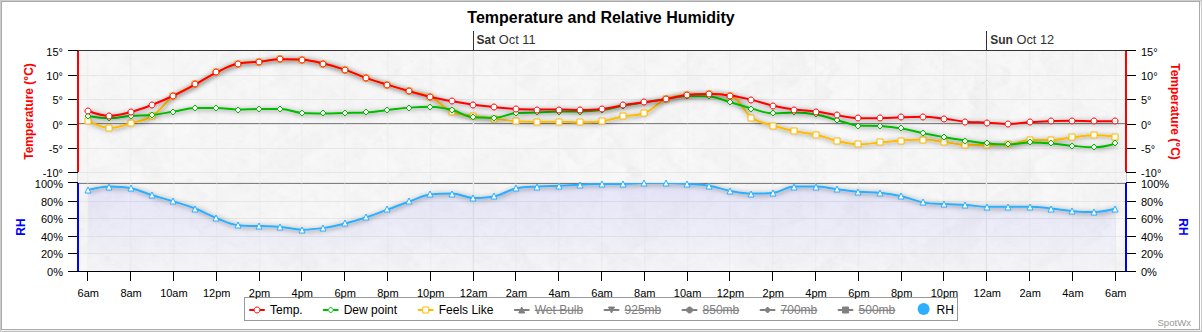 Temperature and Relative Humidity
Sat Oct 11 Sun Oct 12
15° 15°
10° 10°
5° 5°
0° 0°
-5° -5°
-10° -10°
Temperature (°C) Temperature (°C)
100% 100%
80% 80%
60% 60%
40% 40%
20% 20%
0% 0%
RH RH
6am 8am 10am 12pm 2pm 4pm 6pm 8pm 10pm 12am 2am 4am 6am 8am 10am 12pm 2pm 4pm 6pm 8pm 10pm 12am 2am 4am 6am
Temp. Dew point Feels Like Wet Bulb 925mb 850mb 700mb 500mb RH
SpotWx